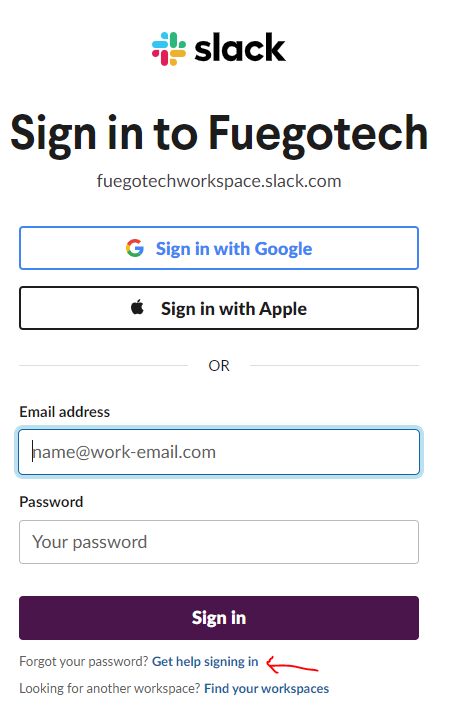 slack
Sign in to Fuegotech
fuegotechworkspace.slack.com
Sign in with Google
Sign in with Apple
OR
Email address
name@work-email.com
Password
Your password
Sign in
Forgot your password? Get help signing in
Looking for another workspace? Find your workspaces